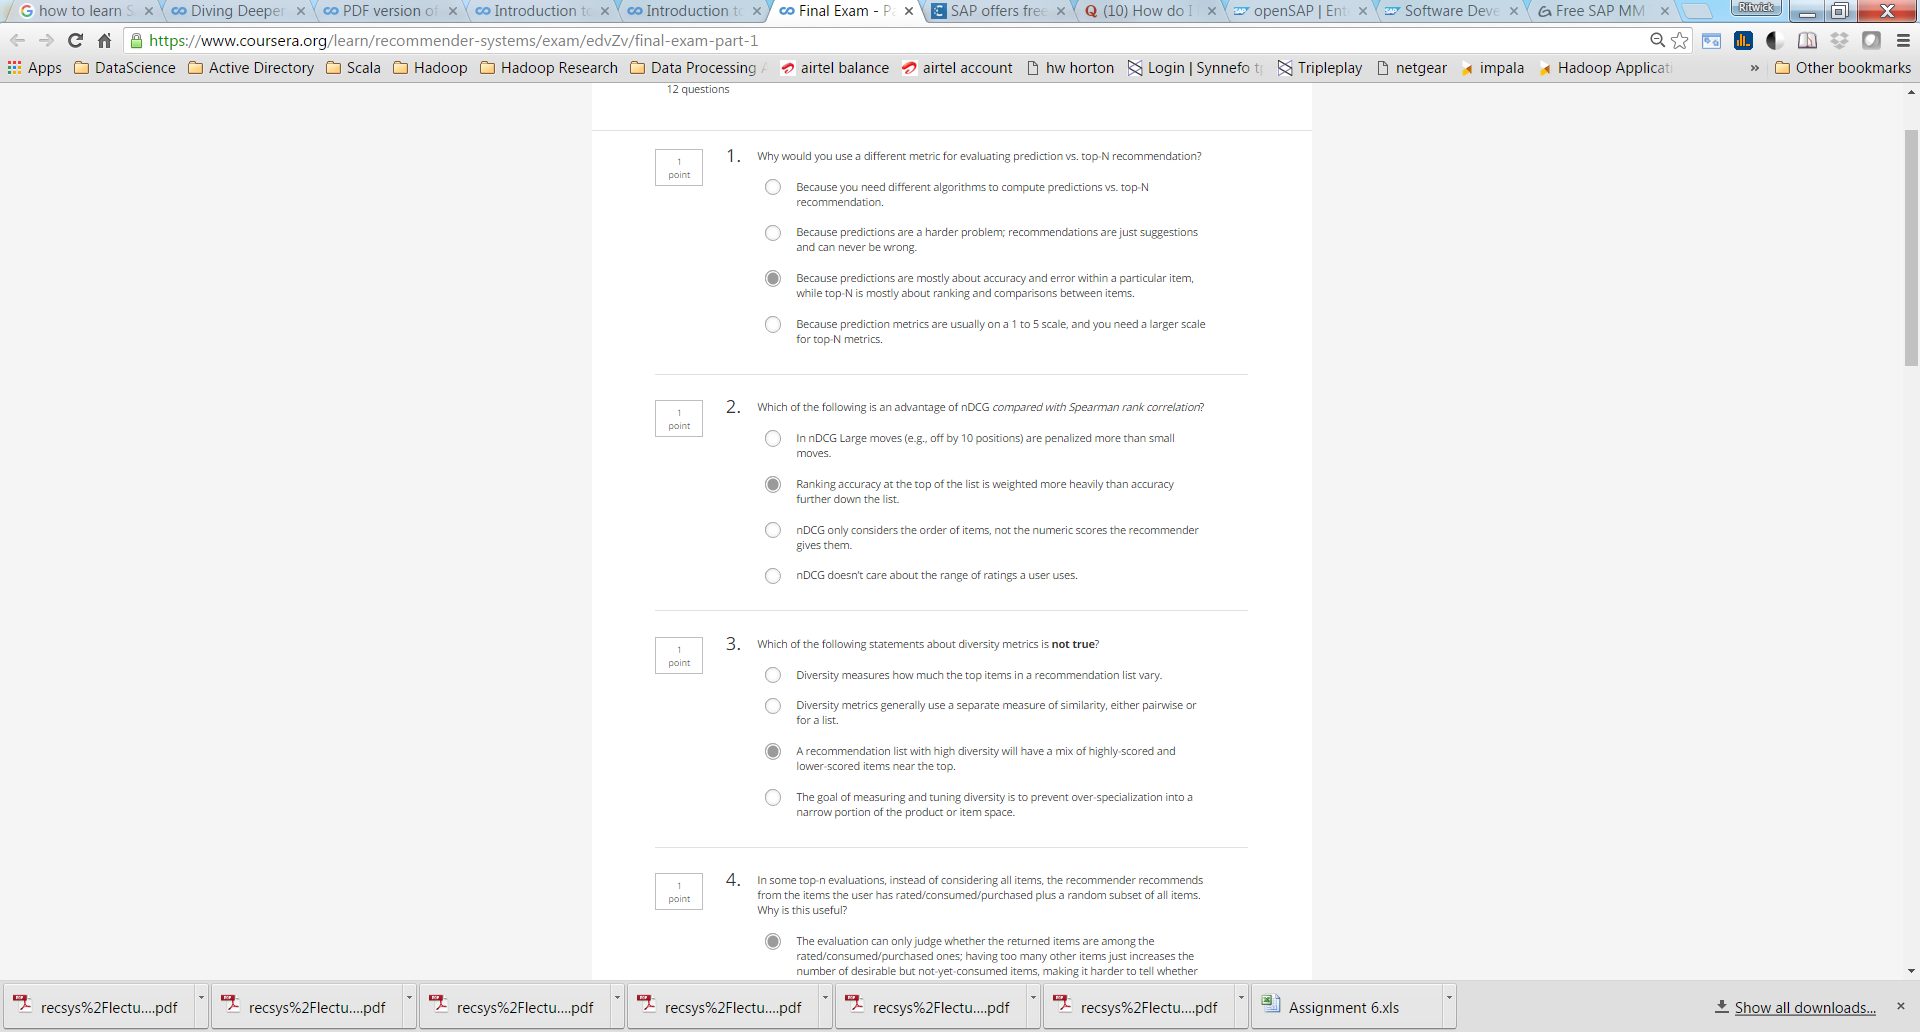 how to learn S
Diving Deeper
PDF version of
Introduction to
Introduction to
Final Exam - Pa
SAP offers free
(10) How do I
openSAP | Ente
Software Deve
Free SAP MM
Ritwick
https://www.coursera.org/learn/recommender-systems/exam/edvZv/final-exam-part-1
Apps DataScience Active Directory Scala Hadoop Hadoop Research Data Processing airtel balance airtel account hw horton Login | Synnefo Tripleplay netgear impala Hadoop Applicati » Other bookmarks
12 questions
1 point
1. Why would you use a different metric for evaluating prediction vs. top-N recommendation?
Because you need different algorithms to compute predictions vs. top-N
recommendation.
Because predictions are a harder problem; recommendations are just suggestions
and can never be wrong.
Because predictions are mostly about accuracy and error within a particular item,
while top-N is mostly about ranking and comparisons between items.
Because prediction metrics are usually on a 1 to 5 scale, and you need a larger scale
for top-N metrics.
1 point
2. Which of the following is an advantage of nDCG compared with Spearman rank correlation?
In nDCG Large moves (e.g., off by 10 positions) are penalized more than small
moves.
Ranking accuracy at the top of the list is weighted more heavily than accuracy
further down the list.
nDCG only considers the order of items, not the numeric scores the recommender
gives them.
nDCG doesn't care about the range of ratings a user uses.
1 point
3. Which of the following statements about diversity metrics is not true?
Diversity measures how much the top items in a recommendation list vary.
Diversity metrics generally use a separate measure of similarity, either pairwise or
for a list.
A recommendation list with high diversity will have a mix of highly-scored and
lower-scored items near the top.
The goal of measuring and tuning diversity is to prevent over-specialization into a
narrow portion of the product or item space.
1 point
4. In some top-n evaluations, instead of considering all items, the recommender recommends
from the items the user has rated/consumed/purchased plus a random subset of all items.
Why is this useful?
The evaluation can only judge whether the returned items are among the
rated/consumed/purchased ones; having too many other items just increases the
number of desirable but not-yet-consumed items, making it harder to tell whether
recsys%2Flectu....pdf
recsys%2Flectu....pdf
recsys%2Flectu....pdf
recsys%2Flectu....pdf
recsys%2Flectu....pdf
recsys%2Flectu....pdf
Assignment 6.xls
Show all downloads...